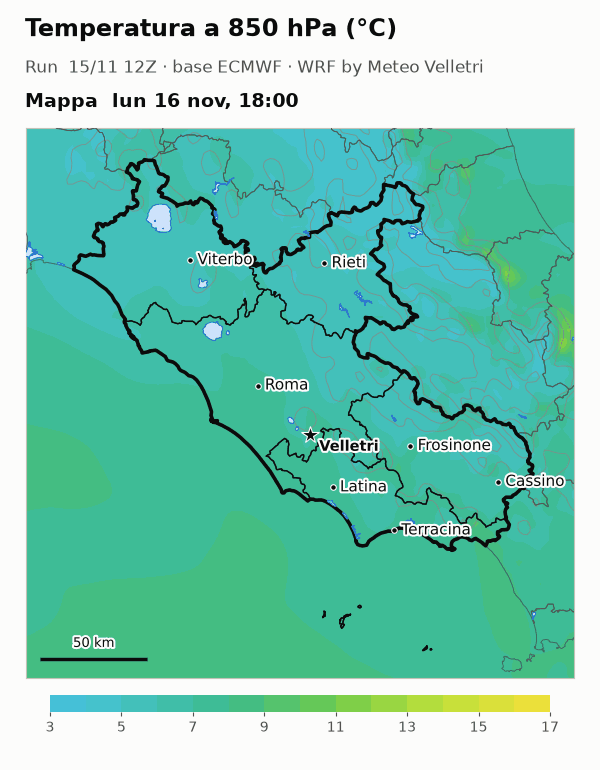 Temperatura a 850 hPa (°C)
Run  15/11 12Z · base ECMWF · WRF by Meteo Velletri
Mappa  lun 16 nov, 18:00
Viterbo
Rieti
Roma
Velletri
Frosinone
Latina
Cassino
Terracina
50 km
3 5 7 9 11 13 15 17